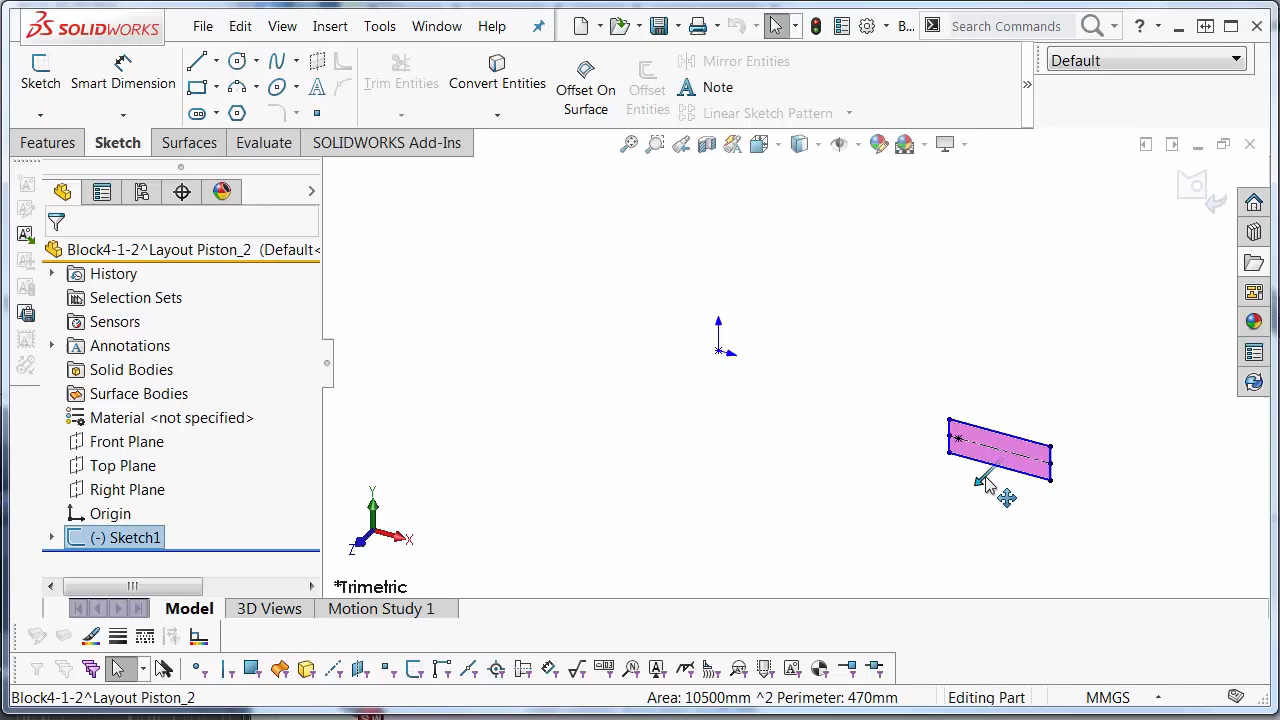 SOLIDWORKS File Edit View Insert Tools Window Help B... Search Commands ?
Sketch Smart Dimension Trim Entities Convert Entities Offset On Surface Offset Entities Mirror Entities Note Linear Sketch Pattern » Default
Features Sketch Surfaces Evaluate SOLIDWORKS Add-Ins
Block4-1-2^Layout Piston_2 (Default<
History
Selection Sets
Sensors
Annotations
Solid Bodies
Surface Bodies
Material <not specified>
Front Plane
Top Plane
Right Plane
Origin
(-) Sketch1
Y
X
Z
*Trimetric
Model 3D Views Motion Study 1
Block4-1-2^Layout Piston_2 Area: 10500mm ^2 Perimeter: 470mm Editing Part MMGS